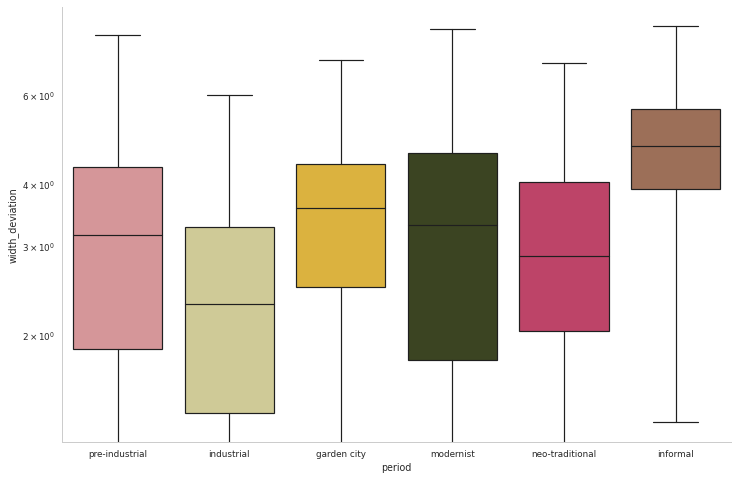 6 × 10⁰
4 × 10⁰
3 × 10⁰
2 × 10⁰
width_deviation
pre-industrial industrial garden city modernist neo-traditional informal
period